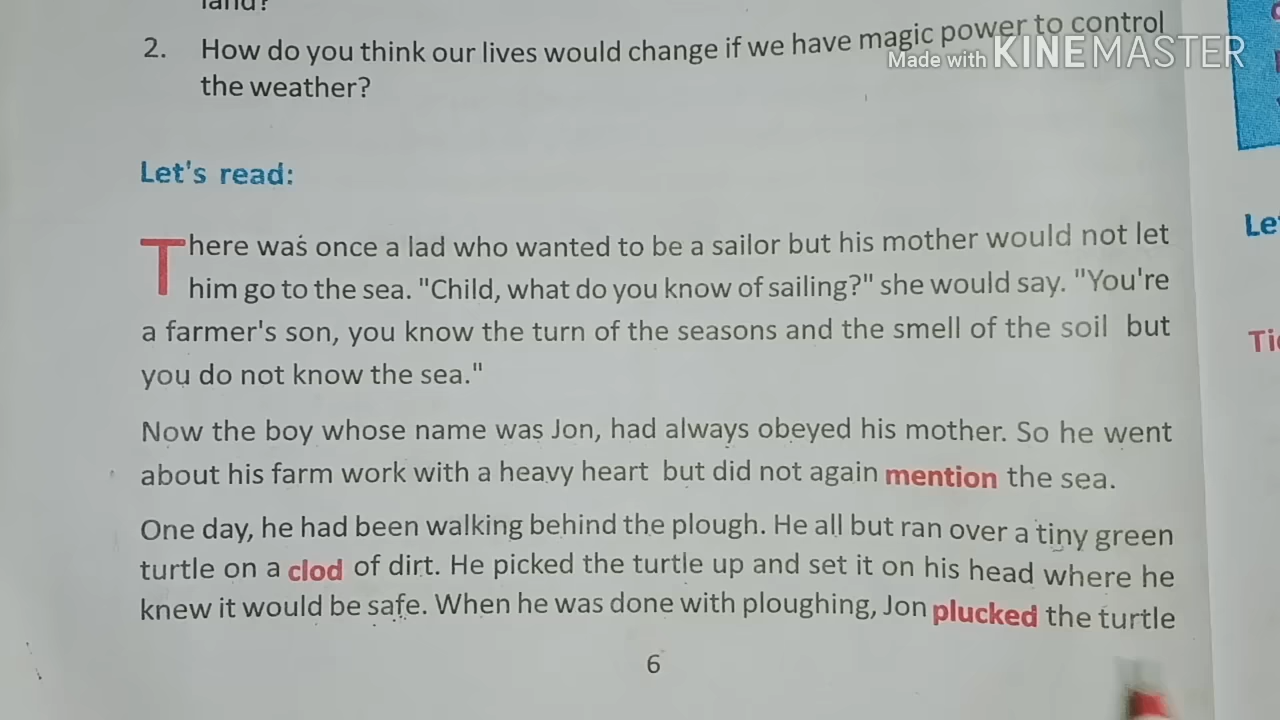 land?
2. How do you think our lives would change if we have magic power to control
the weather?
Made with KINEMASTER
Let's read:
There was once a lad who wanted to be a sailor but his mother would not let
him go to the sea. "Child, what do you know of sailing?" she would say. "You're
a farmer's son, you know the turn of the seasons and the smell of the soil but
you do not know the sea."
Now the boy whose name was Jon, had always obeyed his mother. So he went
about his farm work with a heavy heart but did not again mention the sea.
One day, he had been walking behind the plough. He all but ran over a tiny green
turtle on a clod of dirt. He picked the turtle up and set it on his head where he
knew it would be safe. When he was done with ploughing, Jon plucked the turtle
6